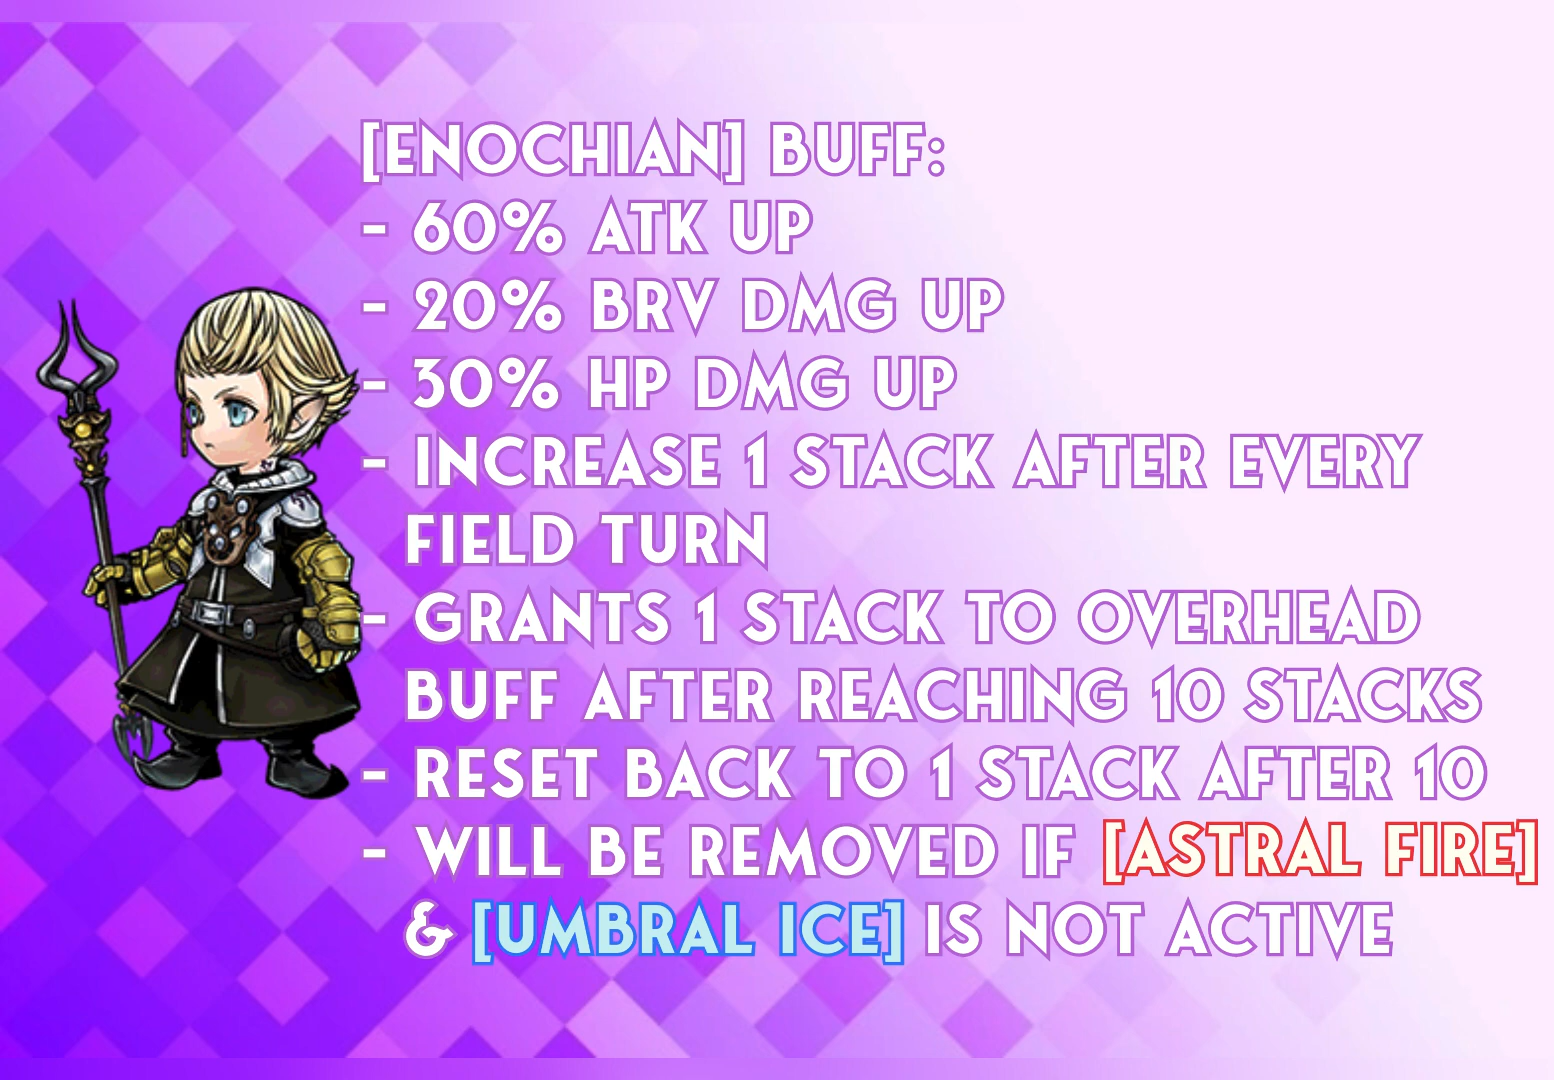 [ENOCHIAN] BUFF:
- 60% ATK UP
- 20% BRV DMG UP
- 30% HP DMG UP
- INCREASE 1 STACK AFTER EVERY
FIELD TURN
- GRANTS 1 STACK TO OVERHEAD
BUFF AFTER REACHING 10 STACKS
- RESET BACK TO 1 STACK AFTER 10
- WILL BE REMOVED IF [ASTRAL FIRE]
& [UMBRAL ICE] IS NOT ACTIVE